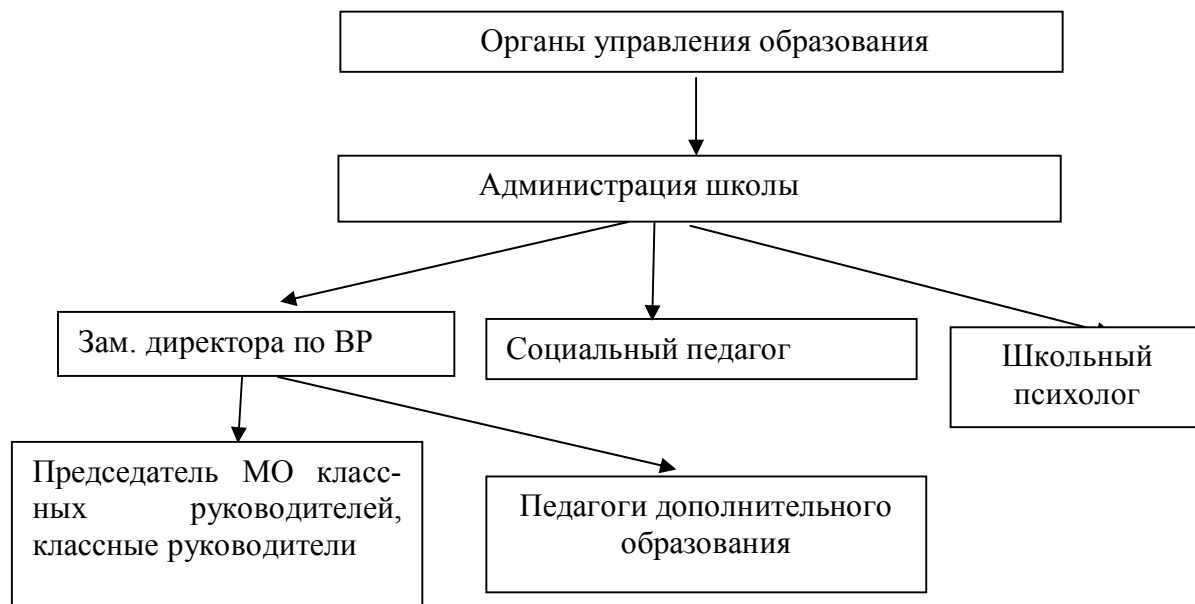 Органы управления образования
Администрация школы
Зам. директора по ВР
Социальный педагог
Школьный
психолог
Председатель МО класс-
ных руководителей,
классные руководители
Педагоги дополнительного
образования